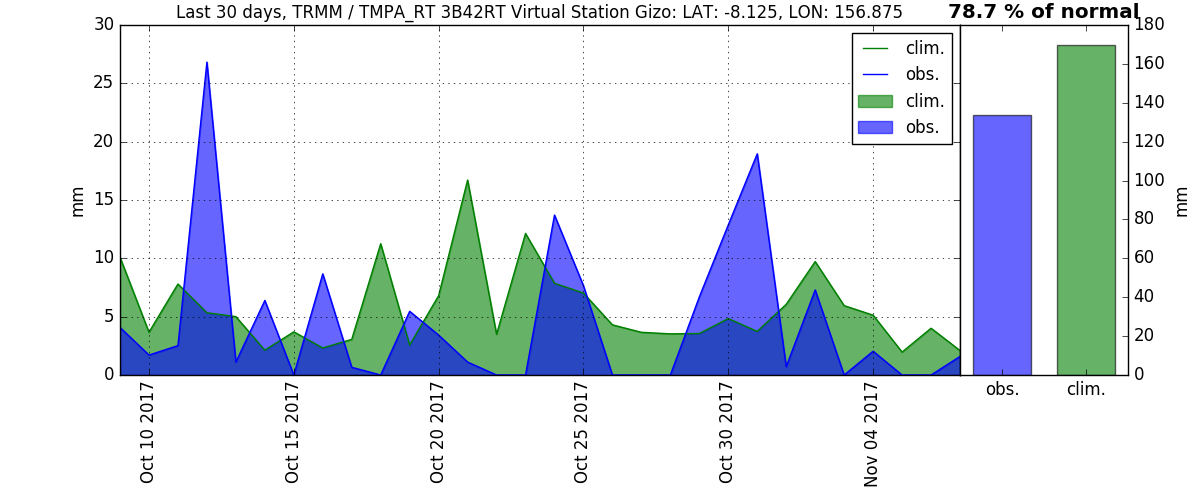 Last 30 days, TRMM / TMPA_RT 3B42RT Virtual Station Gizo: LAT: -8.125, LON: 156.875
78.7 % of normal
mm
30
25
20
15
10
5
0
clim.
obs.
clim.
obs.
Oct 10 2017
Oct 15 2017
Oct 20 2017
Oct 25 2017
Oct 30 2017
Nov 04 2017
180
160
140
120
100
80
60
40
20
0
mm
obs.
clim.